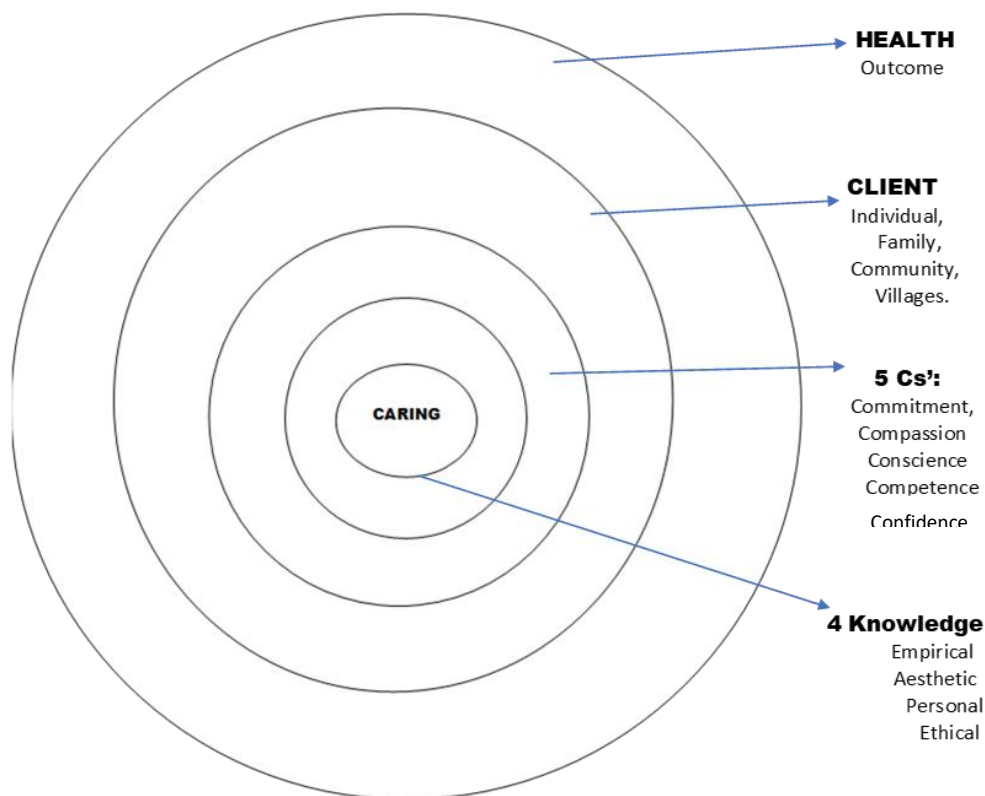 HEALTH
Outcome
CLIENT
Individual,
Family,
Community,
Villages.
5 Cs’:
Commitment,
Compassion
Conscience
Competence
Confidence
CARING
4 Knowledge
Empirical
Aesthetic
Personal
Ethical